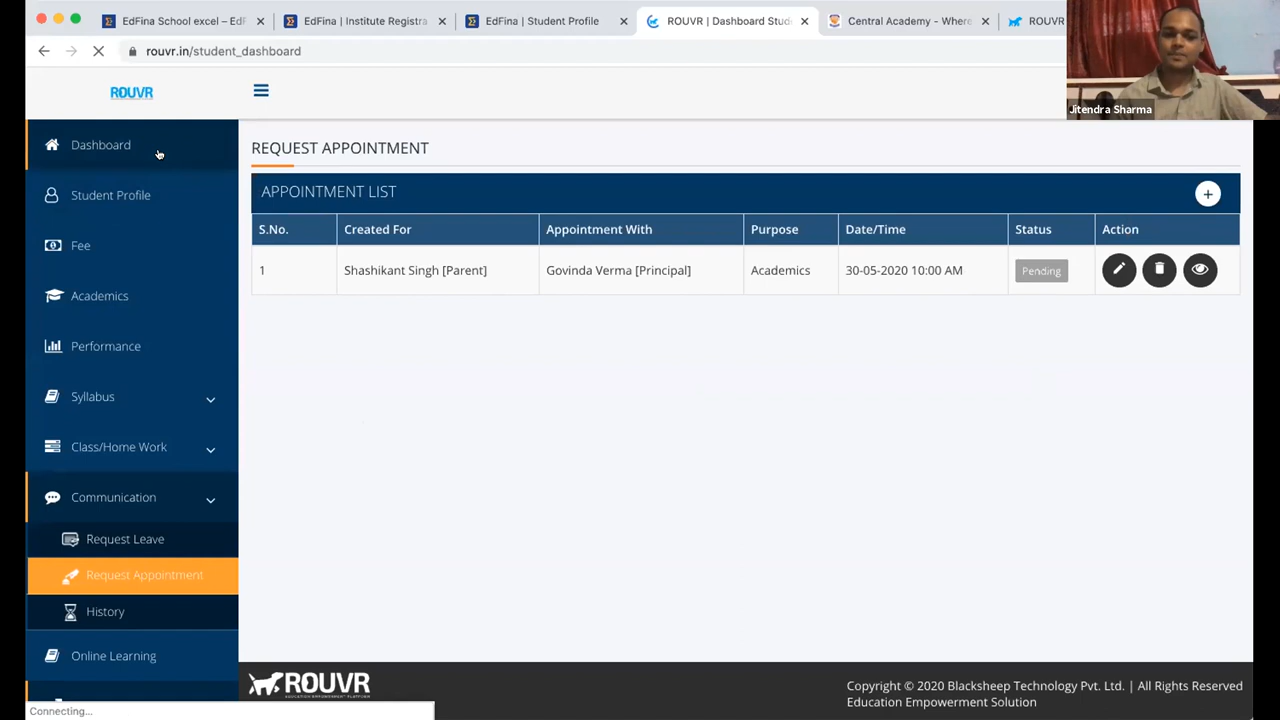 EdFina School excel – EdF
EdFina | Institute Registra
EdFina | Student Profile
ROUVR | Dashboard Stud
Central Academy - Where
ROUVR
rouvr.in/student_dashboard
Jitendra Sharma
ROUVR
Dashboard
Student Profile
Fee
Academics
Performance
Syllabus
Class/Home Work
Communication
Request Leave
Request Appointment
History
Online Learning
REQUEST APPOINTMENT
APPOINTMENT LIST
S.No. Created For Appointment With Purpose Date/Time Status Action
1 Shashikant Singh [Parent] Govinda Verma [Principal] Academics 30-05-2020 10:00 AM Pending
ROUVR
EDUCATION EMPOWERMENT PLATFORM
Copyright © 2020 Blacksheep Technology Pvt. Ltd. | All Rights Reserved
Education Empowerment Solution
Connecting...